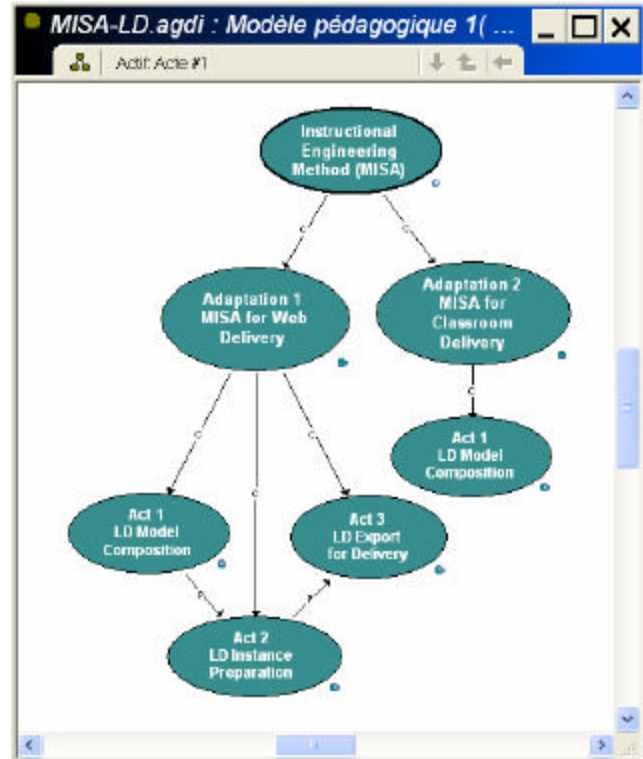 MISA-LD.agdi : Modèle pédagogique 1( ...
Actif: Acte #1
Instructional
Engineering
Method (MISA)
C
C
Adaptation 1
MISA for Web
Delivery
Adaptation 2
MISA for
Classroom
Delivery
C
C
C
C
Act 1
LD Model
Composition
Act 1
LD Model
Composition
Act 3
LD Export
for Delivery
P
P
Act 2
LD Instance
Preparation